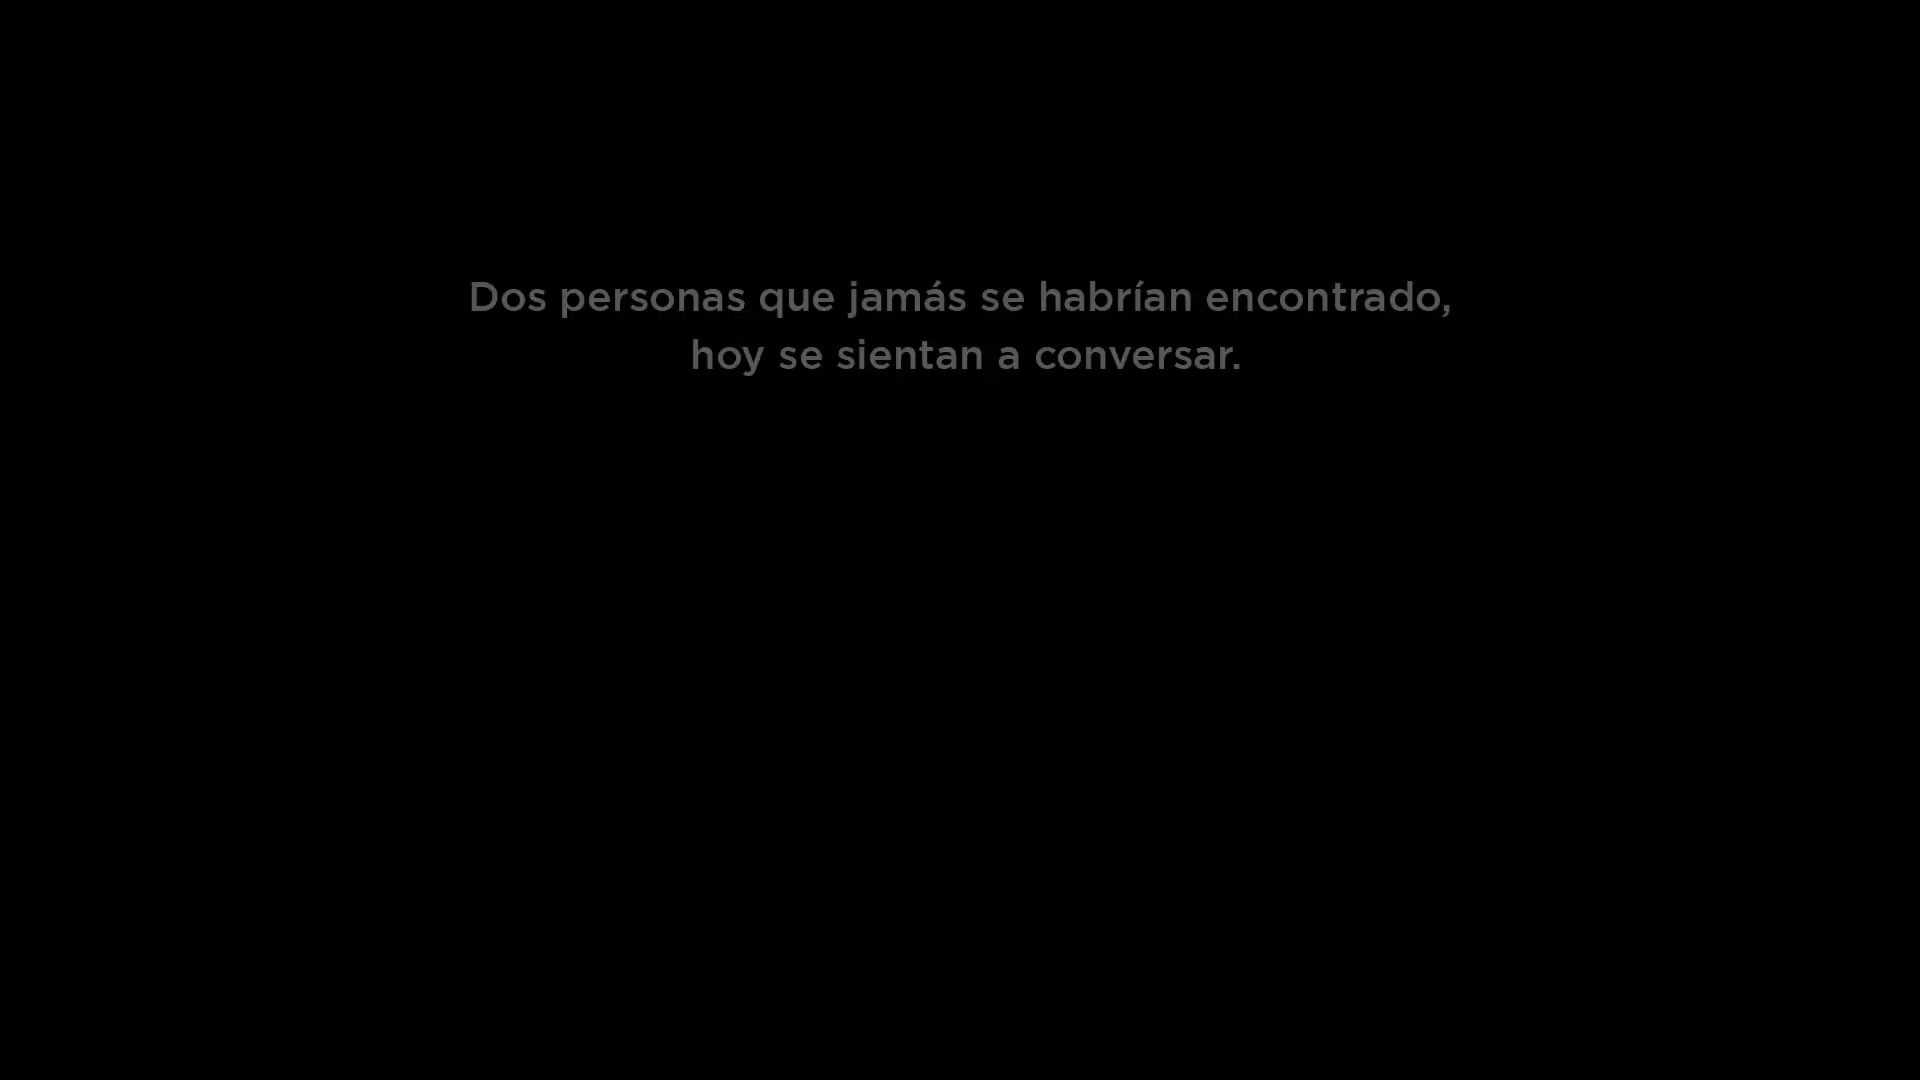 Dos personas que jamás se habrían encontrado,
hoy se sientan a conversar.